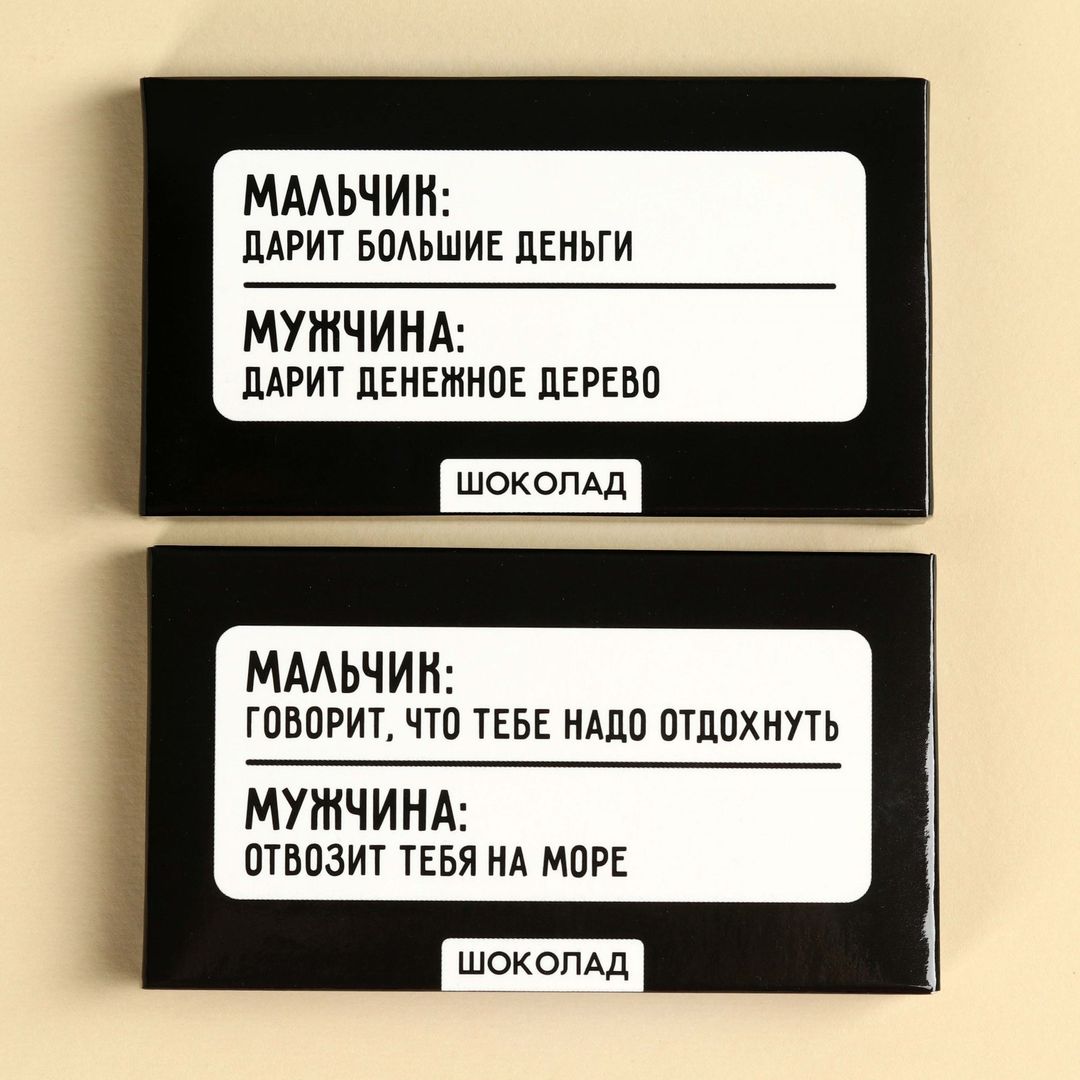 МАЛЬЧИК:
ДАРИТ БОЛЬШИЕ ДЕНЬГИ
МУЖЧИНА:
ДАРИТ ДЕНЕЖНОЕ ДЕРЕВО
ШОКОЛАД
МАЛЬЧИК:
ГОВОРИТ, ЧТО ТЕБЕ НАДО ОТДОХНУТЬ
МУЖЧИНА:
ОТВОЗИТ ТЕБЯ НА МОРЕ
ШОКОЛАД